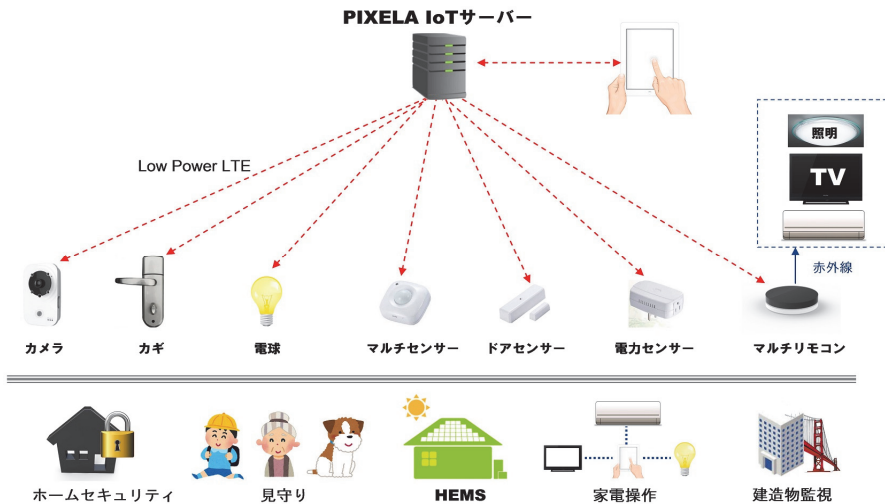 PIXELA IoTサーバー
照明
TV
Low Power LTE
赤外線
カメラ
カギ
電球
マルチセンサー
ドアセンサー
電力センサー
マルチリモコン
ホームセキュリティ
見守り
HEMS
家電操作
建造物監視